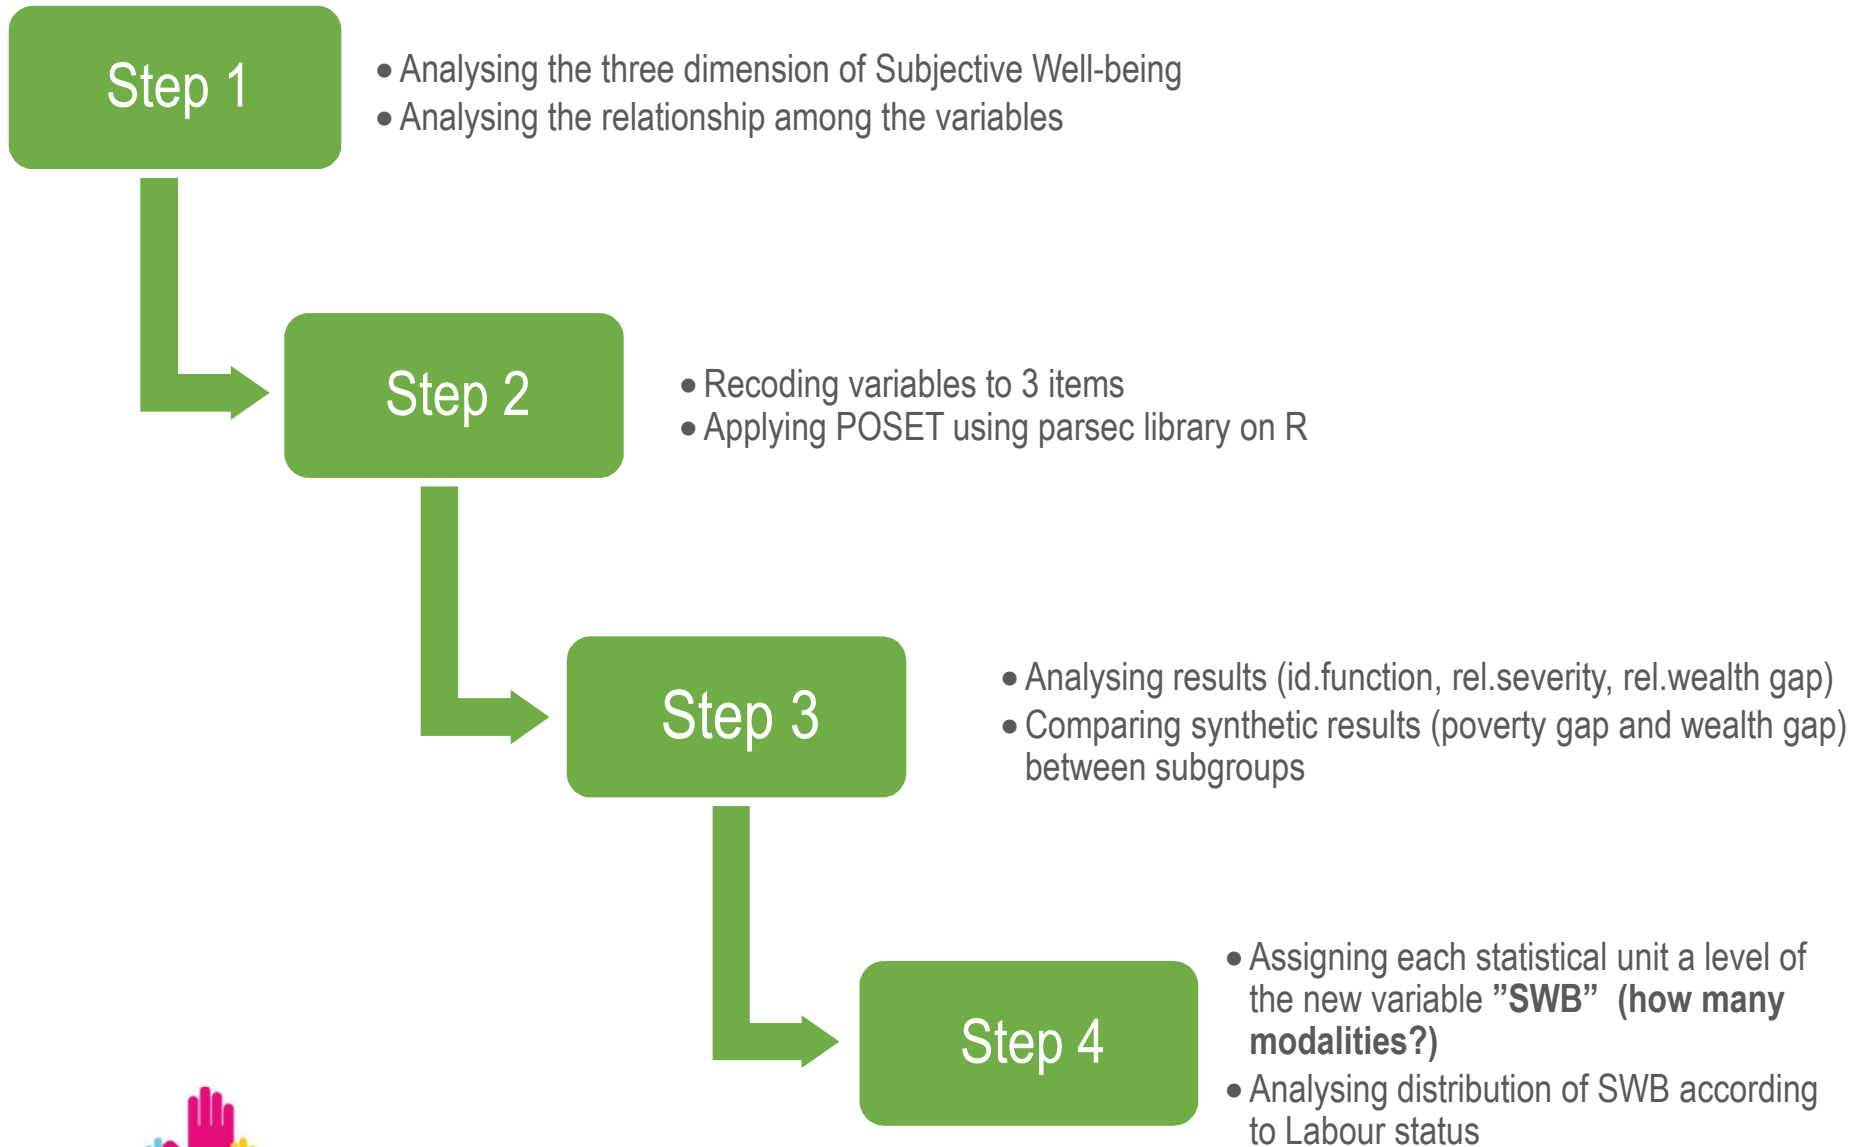 Step 1
• Analysing the three dimension of Subjective Well-being
• Analysing the relationship among the variables
Step 2
• Recoding variables to 3 items
• Applying POSET using parsec library on R
Step 3
• Analysing results (id.function, rel.severity, rel.wealth gap)
• Comparing synthetic results (poverty gap and wealth gap)
between subgroups
Step 4
• Assigning each statistical unit a level of
the new variable ”SWB” (how many
modalities?)
• Analysing distribution of SWB according
to Labour status